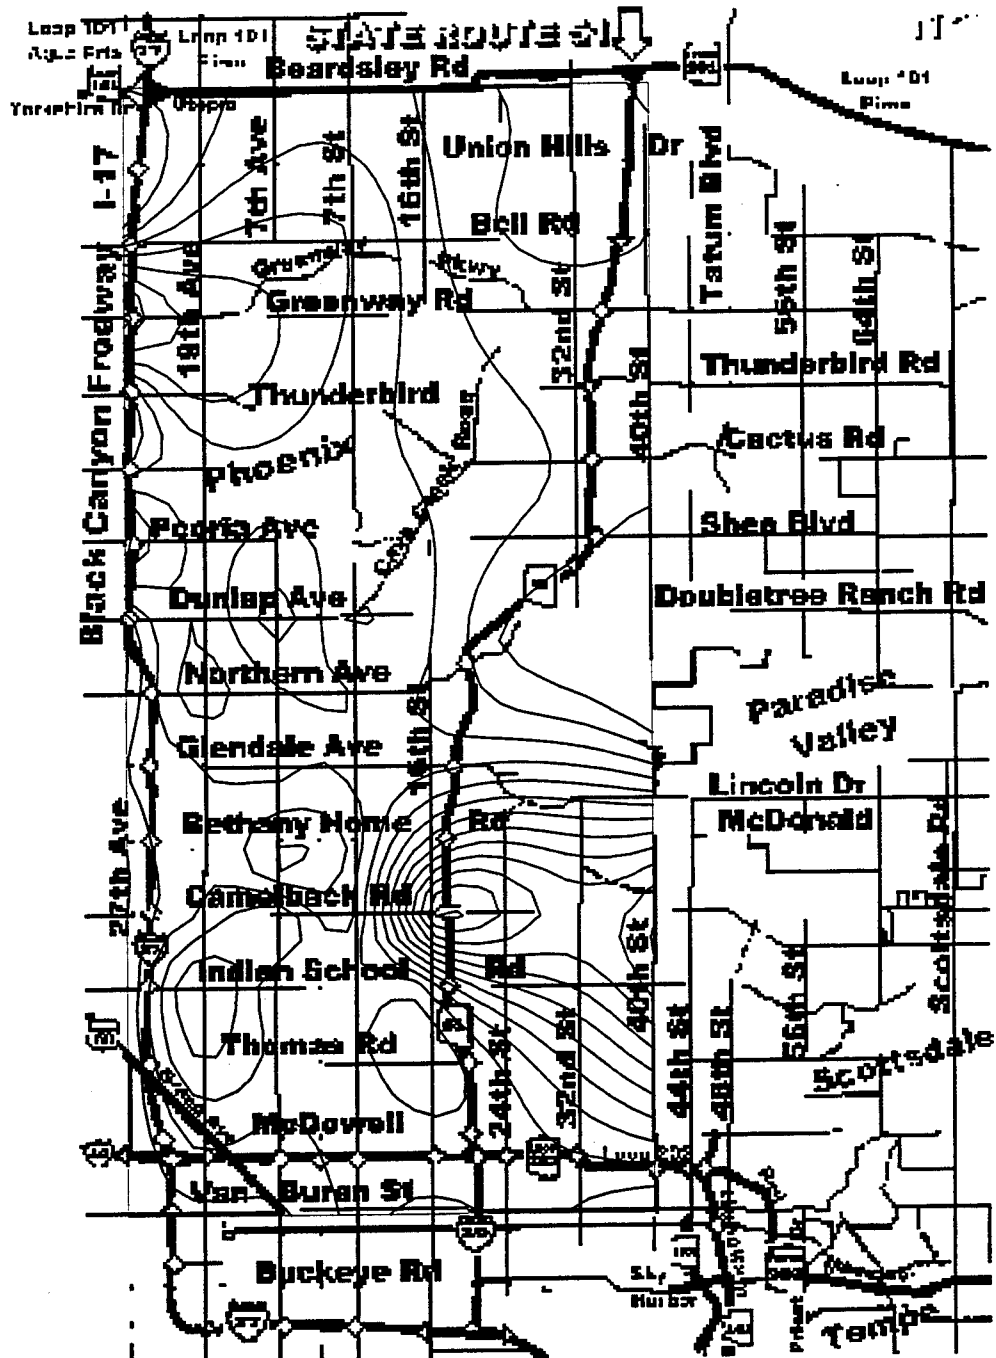 Loop 101
Loop 101
STATE ROUTE 51
Beardsley Rd
Loop 101
Pima
Union Hills Dr
I-17
7th Ave
7th St
16th St
Tatum Blvd
Bell Rd
Greenway Rd
Pkwy
19th Ave
32nd St
56th St
64th St
Black Canyon Freeway
Thunderbird
Thunderbird Rd
40th St
Phoenix
Cactus Rd
Peoria Ave
Shea Blvd
Dunlap Ave
Doubletree Ranch Rd
Northern Ave
Paradise
Valley
Glendale Ave
16th St
Lincoln Dr
Bethany Home Rd
McDonald
27th Ave
Camelback Rd
Scottsdale Rd
Indian School Rd
40th St
56th St
Thomas Rd
24th St
32nd St
44th St
48th St
Scottsdale
McDowell
Van Buren St
Buckeye Rd
Sky
Harbor
Priest Dr
Tempe